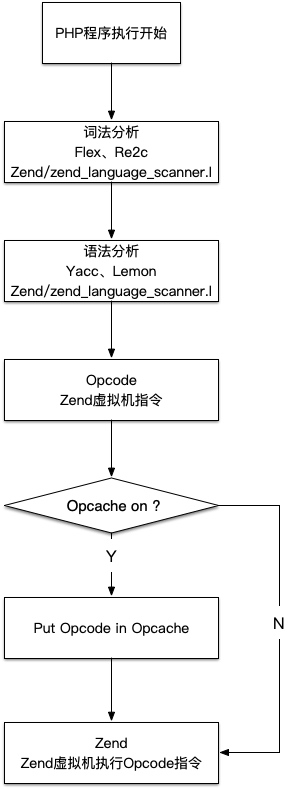 PHP程序执行开始
词法分析
Flex、Re2c
Zend/zend_language_scanner.l
语法分析
Yacc、Lemon
Zend/zend_language_scanner.l
Opcode
Zend虚拟机指令
Opcache on ?
Y
N
Put Opcode in Opcache
Zend
Zend虚拟机执行Opcode指令